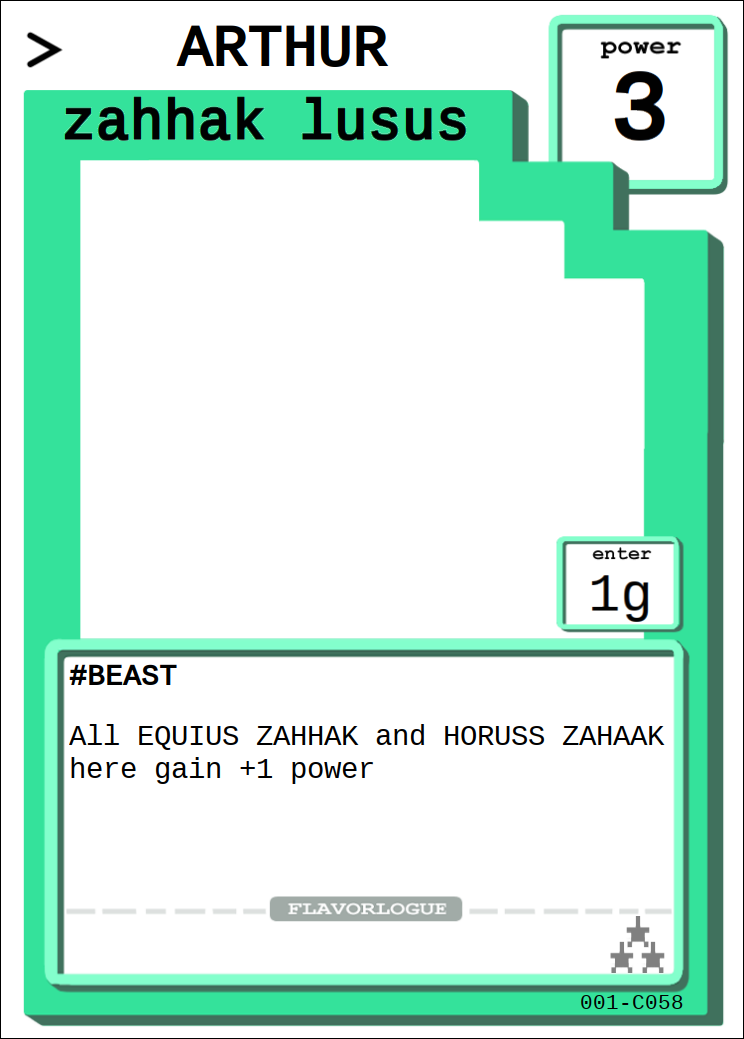 > ARTHUR
power
3
zahhak lusus
enter
1g
#BEAST
All EQUIUS ZAHHAK and HORUSS ZAHAAK
here gain +1 power
FLAVORLOGUE
001-C058